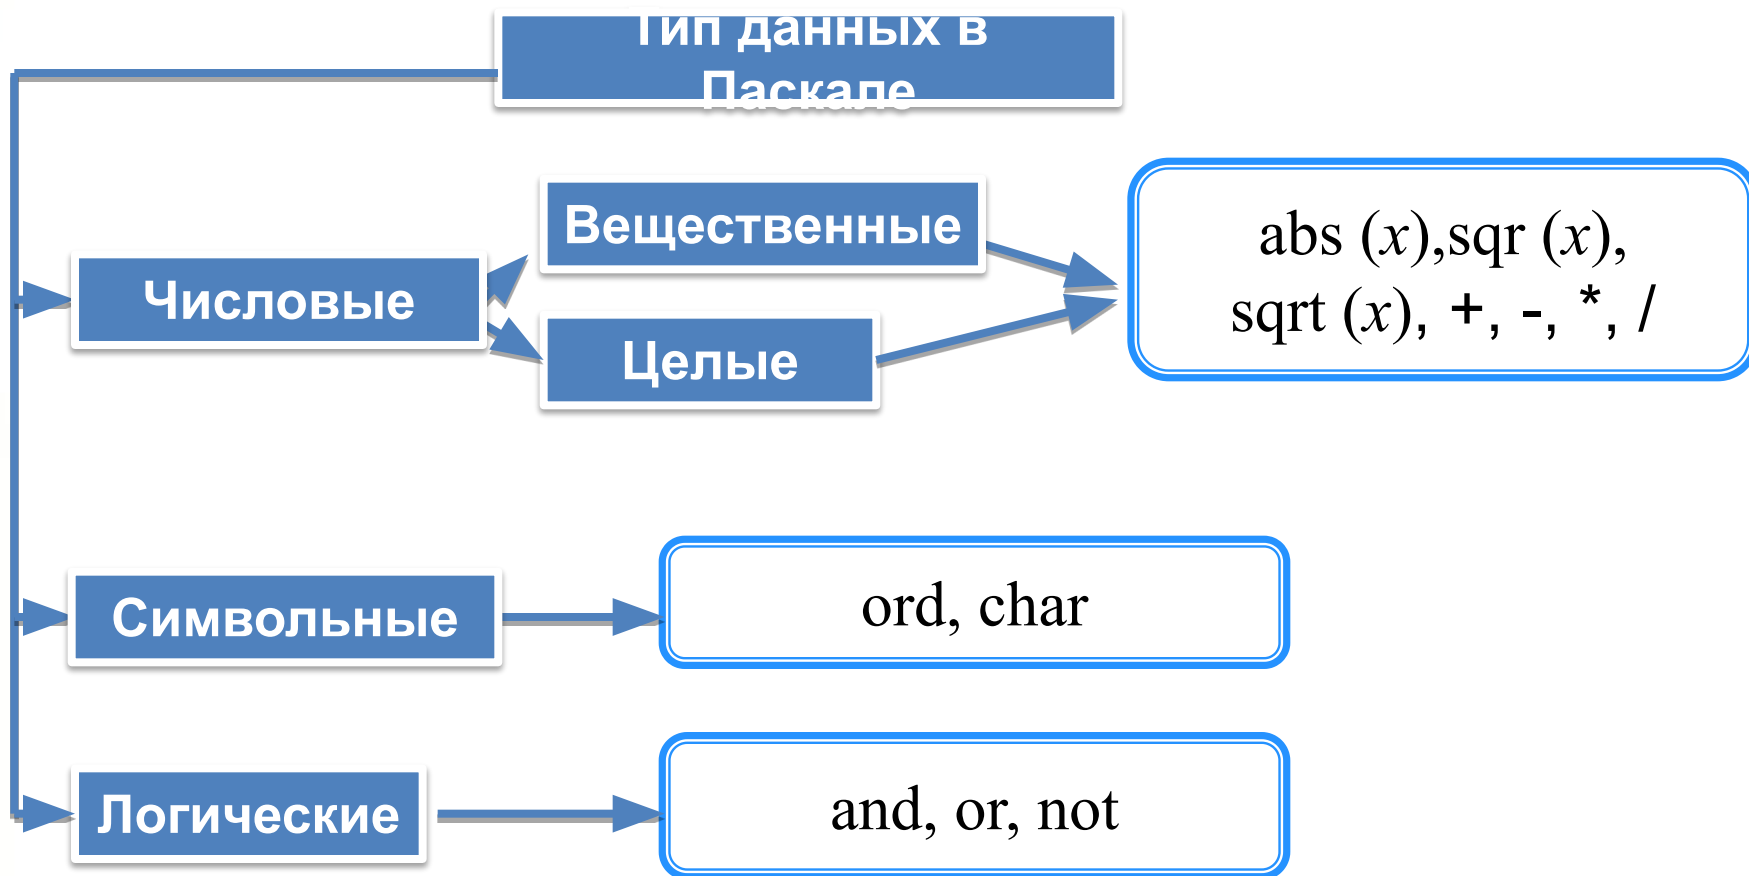 Тип данных в
Паскале
Вещественные
Числовые
Целые
abs (x),sqr (x),
sqrt (x), +, -, *, /
Символьные
ord, char
Логические
and, or, not